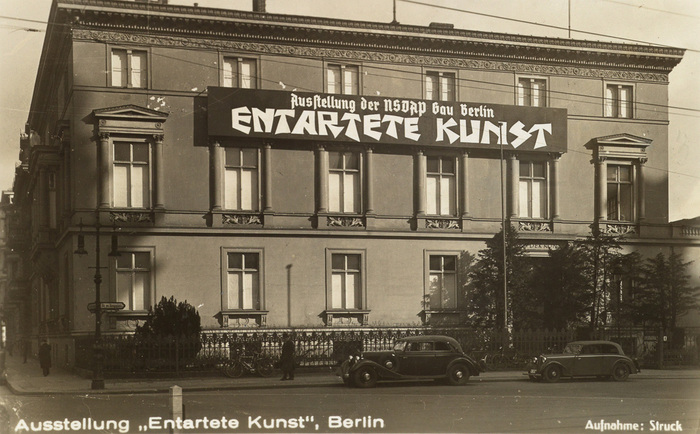 Ausstellung der NSDAP Gau Berlin
ENTARTETE KUNST
Ausstellung „Entartete Kunst", Berlin
Aufnahme: Struck